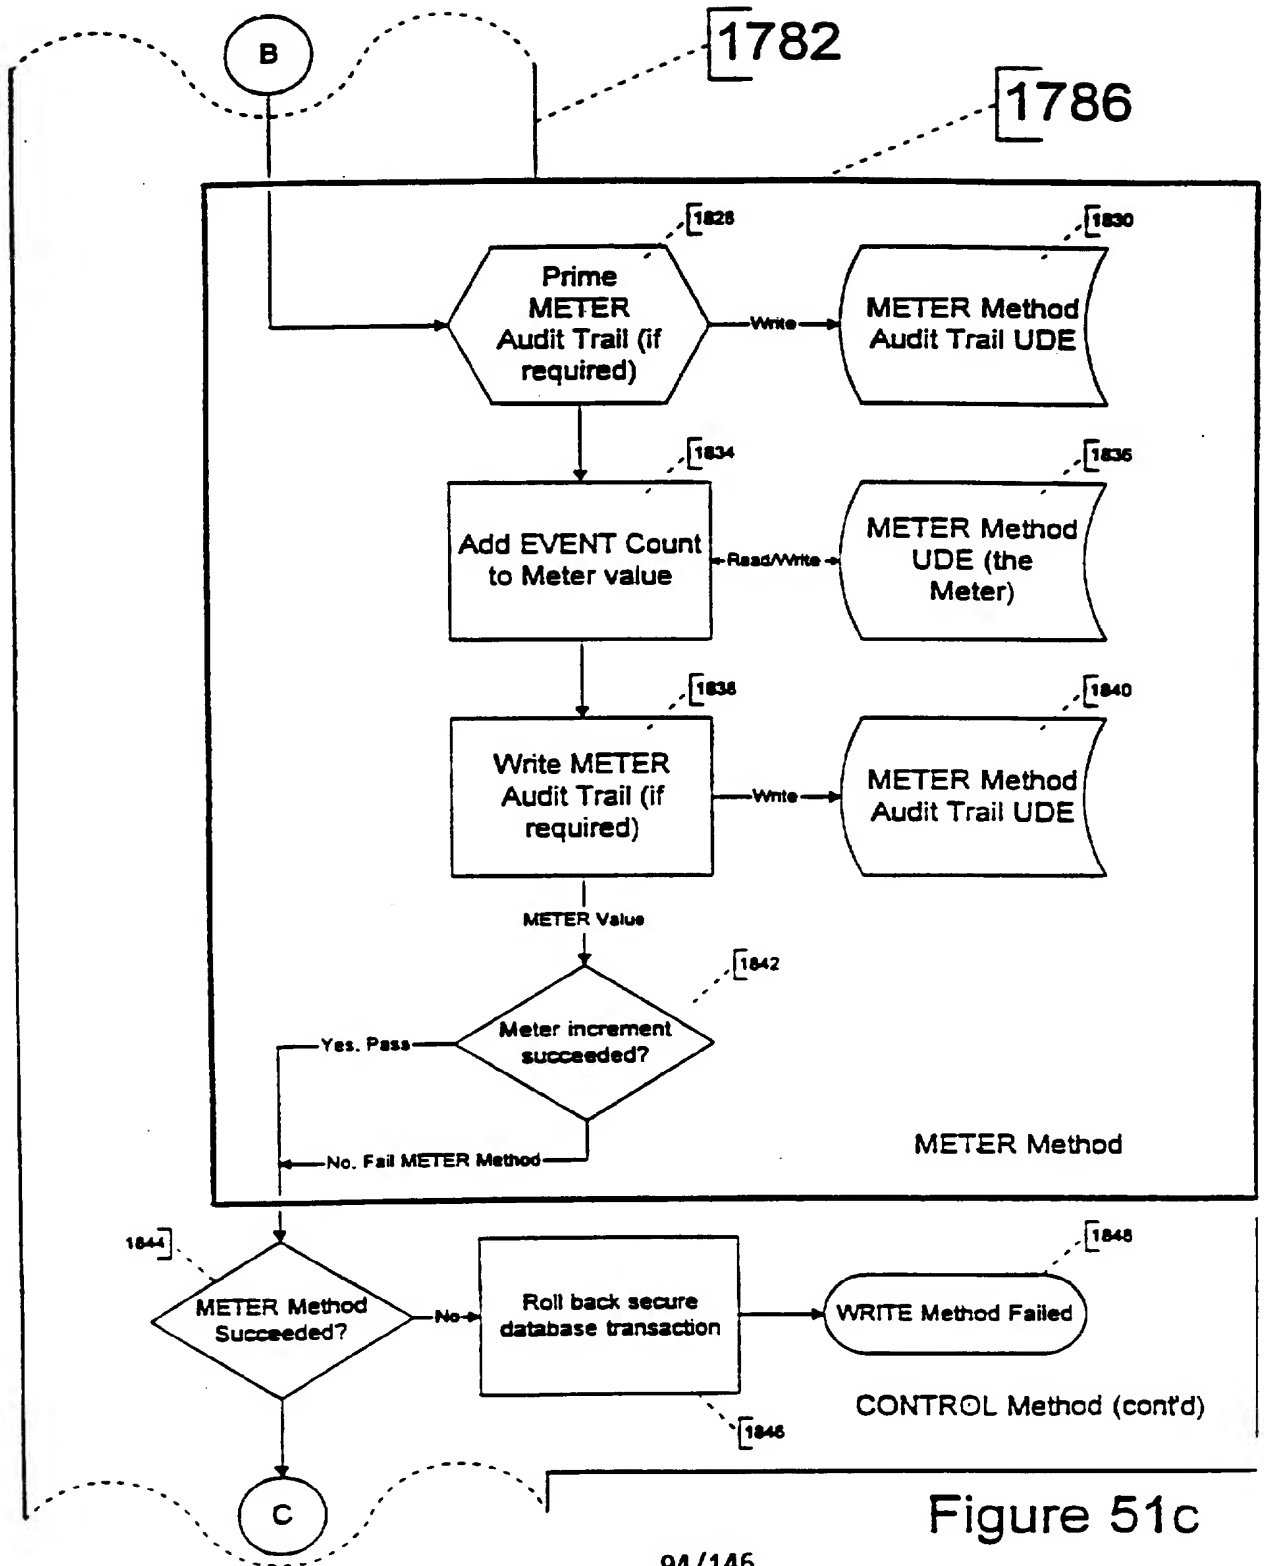 B
1782
1786
1828
1830
Prime
METER
Audit Trail (if
required)
Write
METER Method
Audit Trail UDE
1834
1836
Add EVENT Count
to Meter value
Read/Write
METER Method
UDE (the
Meter)
1838
1840
Write METER
Audit Trail (if
required)
Write
METER Method
Audit Trail UDE
METER Value
1842
Meter increment
succeeded?
Yes. Pass
No. Fail METER Method
METER Method
1844
1848
METER Method
Succeeded?
No
Roll back secure
database transaction
WRITE Method Failed
CONTROL Method (cont'd)
1846
C
Figure 51c
94/146